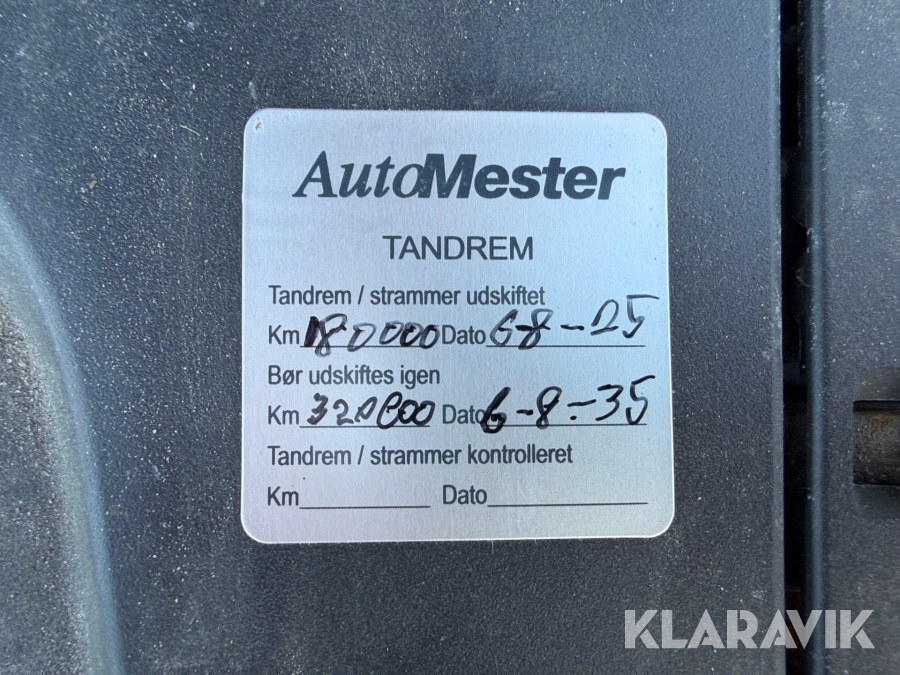 AutoMester
TANDREM
Tandrem / strammer udskiftet
Km 180000 Dato 6-8-25
Bør udskiftes igen
Km 320000 Dato 6-8-35
Tandrem / strammer kontrolleret
Km Dato
KLARAVIK